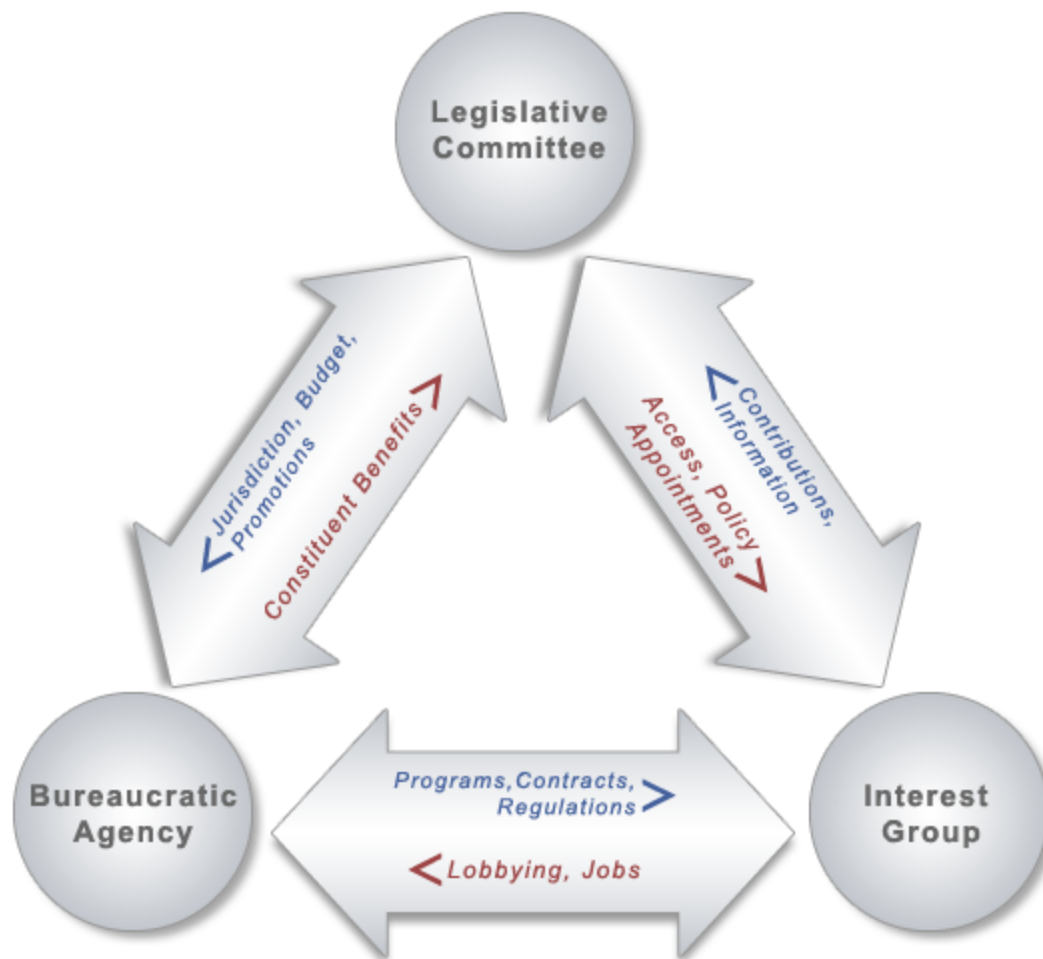 Legislative
Committee
Jurisdiction, Budget,
Promotions
Constituent Benefits
Contributions,
Information
Access, Policy
Appointments
Bureaucratic
Agency
Programs,Contracts,
Regulations
Lobbying, Jobs
Interest
Group